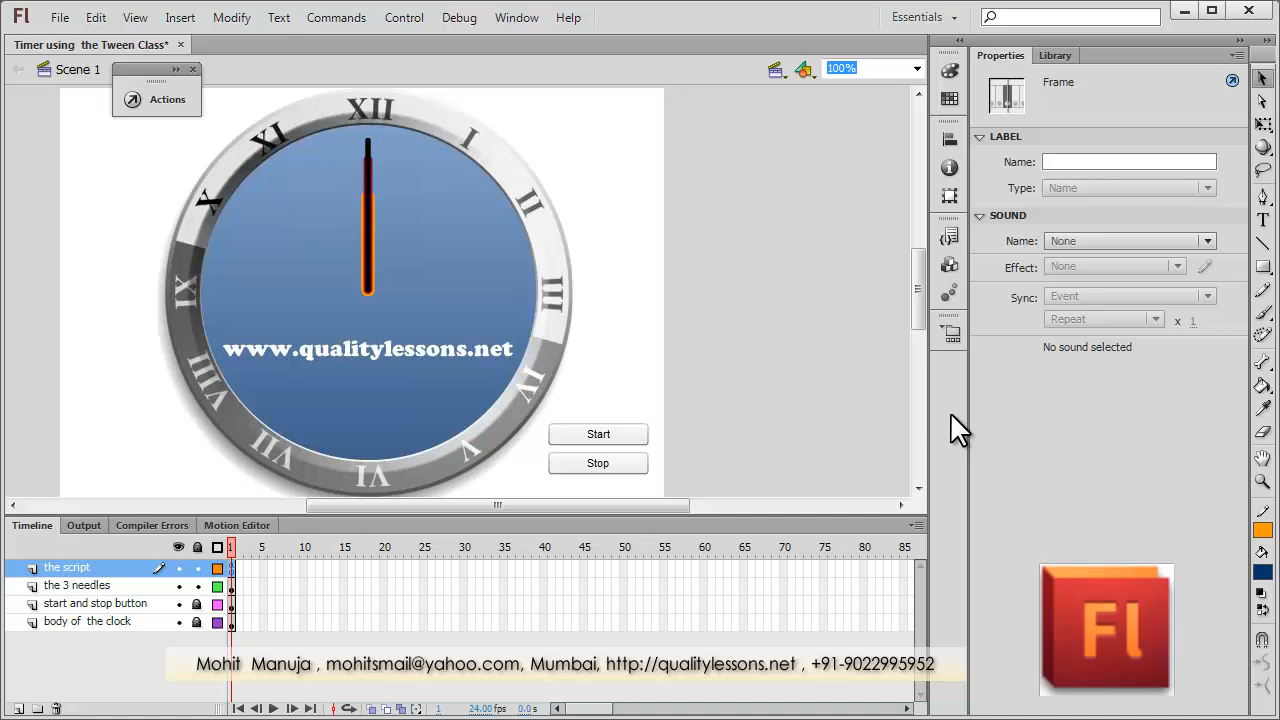 Fl File Edit View Insert Modify Text Commands Control Debug Window Help Essentials
Timer using the Tween Class* ×
Scene 1 100%
Actions
XII
XI I
X II
IX III
VIII IV
VII V
VI
www.qualitylessons.net
Start
Stop
Properties Library
Frame
LABEL
Name:
Type: Name
SOUND
Name: None
Effect: None
Sync: Event
Repeat x 1
No sound selected
Timeline Output Compiler Errors Motion Editor
1 5 10 15 20 25 30 35 40 45 50 55 60 65 70 75 80 85
the script
the 3 needles
start and stop button
body of the clock
Mohit Manuja , mohitsmail@yahoo.com, Mumbai, http://qualitylessons.net , +91-9022995952
1 24.00 fps 0.0 s
Fl